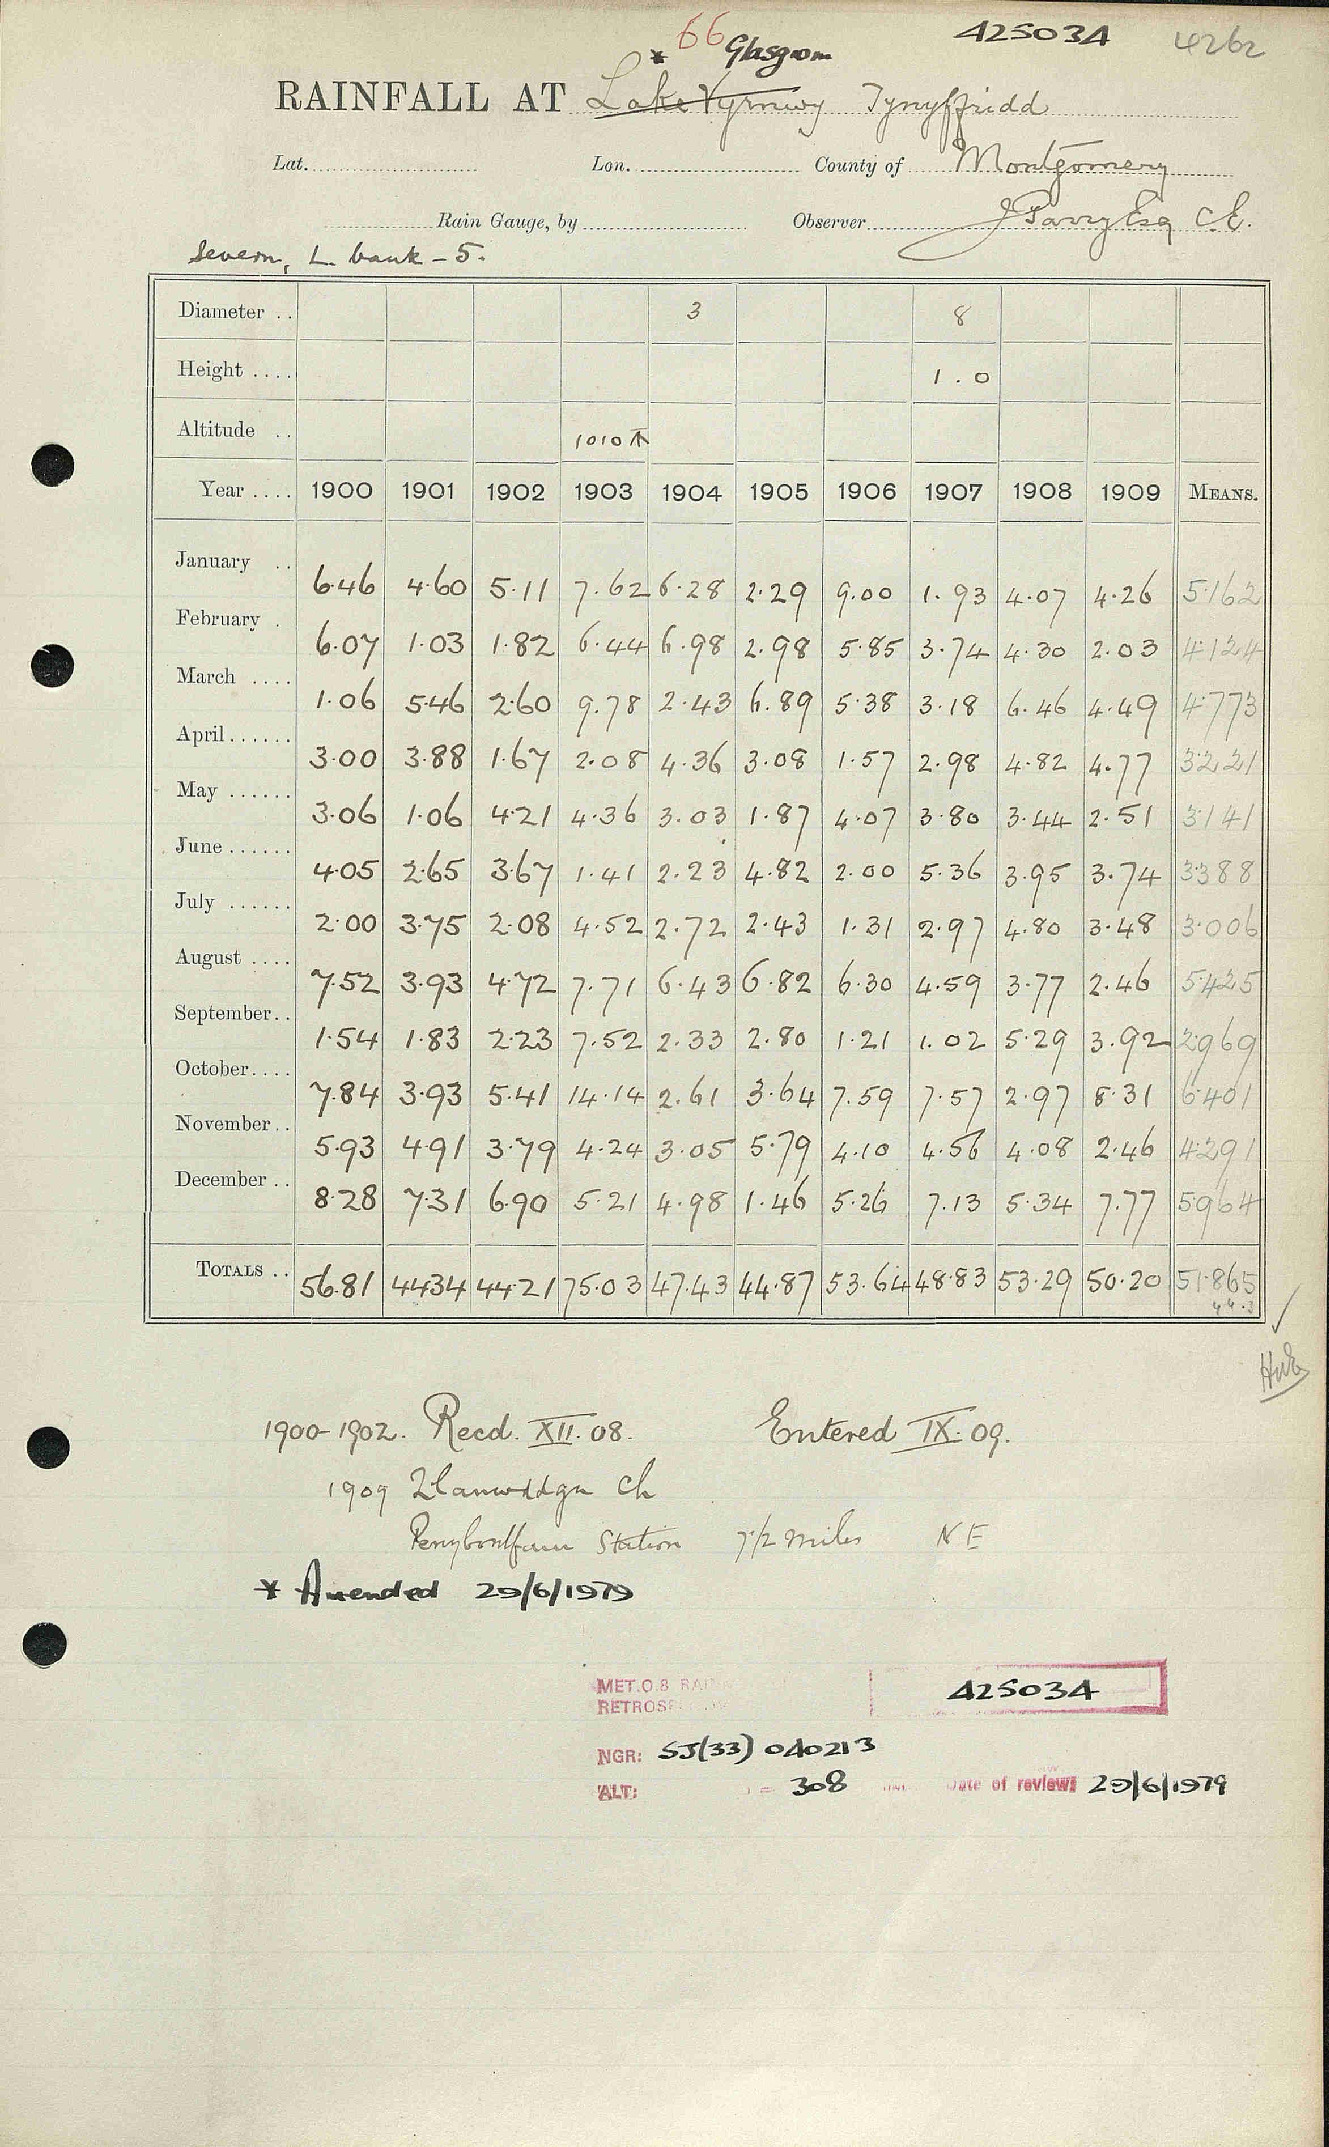 * 66 Glasgow 425034 4262
RAINFALL AT Lake Vyrnwy Tynyffridd
Lat. Lon. County of Montgomery
Rain Gauge, by Observer J Parry Esq C.E.
Severn, L. bank - 5.
Diameter .. 3 8
Height .... 1.0
Altitude .. 1010
Year .... 1900 1901 1902 1903 1904 1905 1906 1907 1908 1909 MEANS.
January .. 6.46 4.60 5.11 7.62 6.28 2.29 9.00 1.93 4.07 4.26 5.162
February . 6.07 1.03 1.82 6.44 6.98 2.98 5.85 3.74 4.30 2.03 4.124
March .... 1.06 5.46 2.60 9.78 2.43 6.89 5.38 3.18 6.46 4.49 4.773
April...... 3.00 3.88 1.67 2.08 4.36 3.08 1.57 2.98 4.82 4.77 3.221
May ...... 3.06 1.06 4.21 4.36 3.03 1.87 4.07 3.80 3.44 2.51 3.141
June...... 4.05 2.65 3.67 1.41 2.23 4.82 2.00 5.36 3.95 3.74 3.388
July ...... 2.00 3.75 2.08 4.52 2.72 2.43 1.31 2.97 4.80 3.48 3.006
August .... 7.52 3.93 4.72 7.71 6.43 6.82 6.30 4.59 3.77 2.46 5.425
September.. 1.54 1.83 2.23 7.52 2.33 2.80 1.21 1.02 5.29 3.92 2.969
October.... 7.84 3.93 5.41 14.14 2.61 3.64 7.59 7.57 2.97 8.31 6.401
November.. 5.93 4.91 3.79 4.24 3.05 5.79 4.10 4.56 4.08 2.46 4.291
December .. 8.28 7.31 6.90 5.21 4.98 1.46 5.26 7.13 5.34 7.77 5.964
TOTALS .. 56.81 44.34 44.21 75.03 47.43 44.87 53.64 48.83 53.29 50.20 51.865
1900-1902. Recd. XII. 08. Entered IX. 09.
1909 Llanwddyn Ch
Penybontfawr Station 7 1/2 miles NE
* Amended 29/6/1979
MET.O.8 RAIN
RETROSP
425034
NGR: SJ(33) 040213
ALT: = 308 Date of review: 29/6/1979